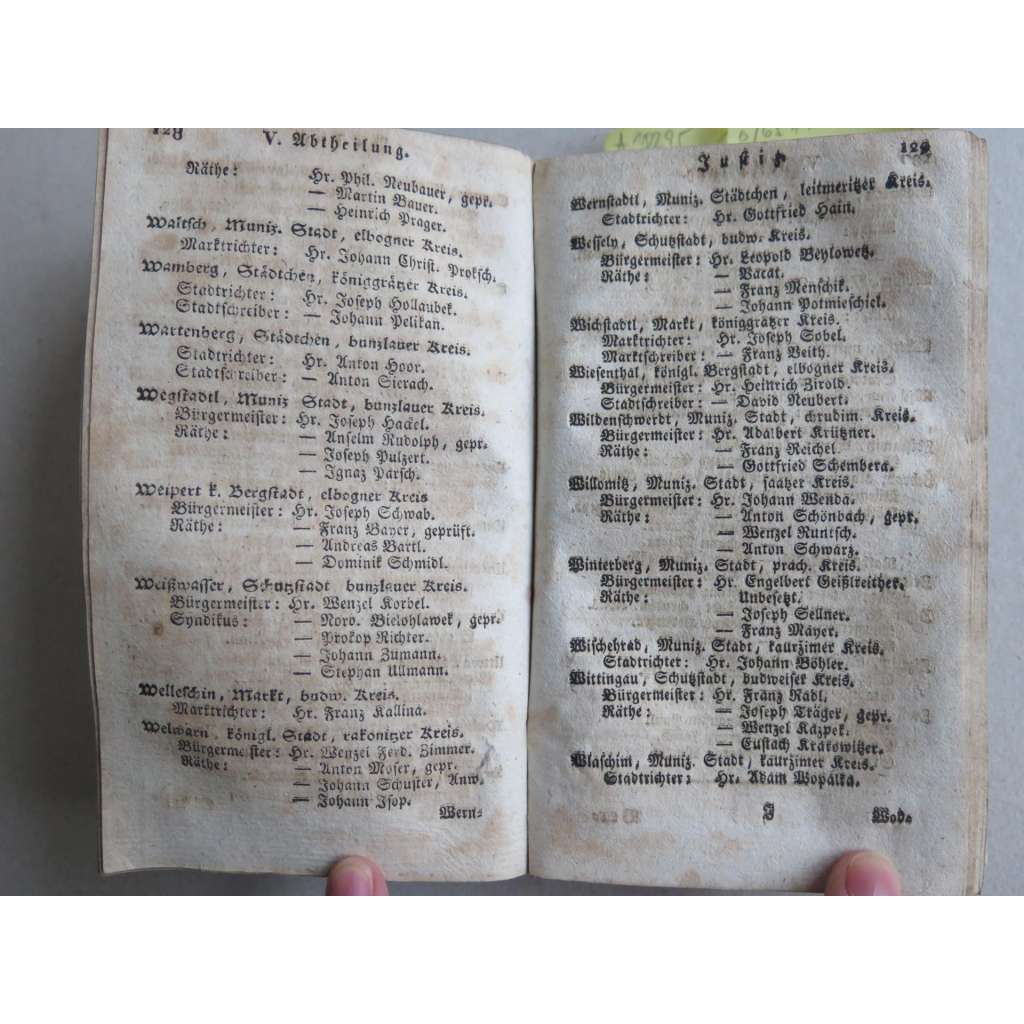 128 V. Abtheilung.
Räthe: Hr. Phil. Neubauer, gepr.
— Martin Bauer.
— Heinrich Prager.
Waltsch, Muniz. Stadt, elbogner Kreis.
Marktrichter: Hr. Johann Christ. Proksch.
Wamberg, Städtchen, königgrätzer Kreis.
Stadtrichter: Hr. Joseph Hollaubek.
Stadtschreiber: — Johann Pelikan.
Wartenberg, Städtchen, bunzlauer Kreis.
Stadtrichter: Hr. Anton Hoor.
Stadtschreiber: — Anton Sierach.
Wegstadtl, Muniz Stadt, bunzlauer Kreis.
Bürgermeister: Hr. Joseph Hackel.
Räthe: — Anselm Rudolph, gepr.
— Joseph Pulzert.
— Ignaz Parsch.
Weipert k. Bergstadt, elbogner Kreis
Bürgermeister: Hr. Joseph Schwab.
Räthe: — Franz Bayer, geprüft.
— Andreas Bartl.
— Dominik Schmidl.
Weißwasser, Schutzstadt bunzlauer Kreis.
Bürgermeister: Hr. Wenzel Korbel.
Syndikus: — Noro. Bielohlawek, gepr.
— Prokop Richter.
— Johann Zumann.
— Stephan Ullmann.
Welleschin, Markt, budw. Kreis.
Marktrichter: Hr. Franz Kallina.
Welwarn, königl. Stadt, rakonitzer Kreis.
Bürgermeister: Hr. Wenzel Ferd. Zimmer.
Räthe: — Anton Moser, gepr.
— Johann Schuster, Anw.
— Johann Isop.
Wern-
Justiz 129
Wernstadtl, Muniz. Städtchen, leitmeritzer Kreis.
Stadtrichter: Hr. Gottfried Hain.
Wesseln, Schutzstadt, budw. Kreis.
Bürgermeister: Hr. Leopold Beylowetz.
Räthe: — Vacat.
— Franz Menschik.
— Johann Potmieschiel.
Wichstadtl, Markt, königgrätzer Kreis.
Marktrichter: Hr. Joseph Sobel.
Marktschreiber: — Franz Veith.
Wiesenthal, königl. Bergstadt, elbogner Kreis.
Bürgermeister: Hr. Heinrich Zirold.
Stadtschreiber: — David Neubert.
Wildenschwerdt, Muniz. Stadt, chrudim. Kreis.
Bürgermeister: Hr. Adalbert Krützner.
Räthe: — Franz Reichel.
— Gottfried Schembera.
Willomitz, Muniz. Stadt, saatzer Kreis.
Bürgermeister: Hr. Johann Wenda.
Räthe: — Anton Schönbach, gepr.
— Wenzel Runtsch.
— Anton Schwarz.
Winterberg, Muniz. Stadt, prach. Kreis.
Bürgermeister: Hr. Engelbert Geißlreither.
Räthe: Unbesetzt.
— Joseph Sellner.
— Franz Mayer.
Wischehrad, Muniz. Stadt, kaurzimer Kreis.
Stadtrichter: Hr. Johann Böhler.
Wittingau, Schutzstadt, budweiser Kreis.
Bürgermeister: Hr. Franz Radl.
Räthe: — Joseph Träger, gepr.
— Wenzel Kazpek.
— Eustach Krakowitzer.
Wlaschim, Muniz. Stadt, kaurzimer Kreis.
Stadtrichter: Hr. Adam Wopalka.
J Wod-